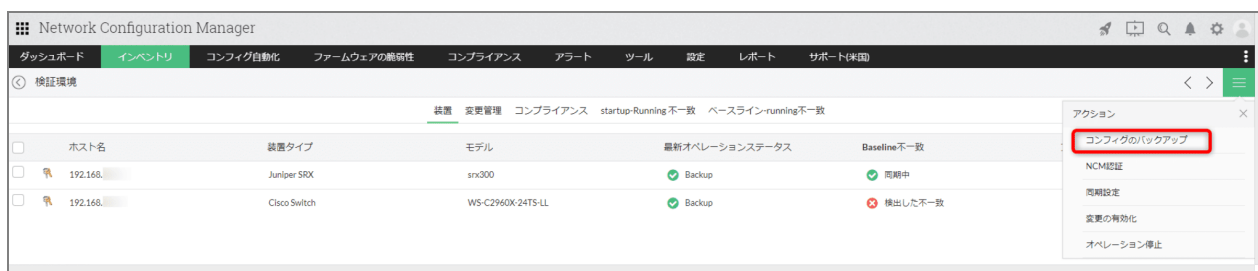 Network Configuration Manager
ダッシュボード インベントリ コンフィグ自動化 ファームウェアの脆弱性 コンプライアンス アラート ツール 設定 レポート サポート(米国)
検証環境
装置 変更管理 コンプライアンス startup-Running 不一致 ベースライン-running不一致
アクション
ホスト名 装置タイプ モデル 最新オペレーションステータス Baseline不一致
コンフィグのバックアップ
192.168. Juniper SRX srx300 Backup 同期中
NCM認証
同期設定
192.168. Cisco Switch WS-C2960X-24TS-LL Backup 検出した不一致
変更の有効化
オペレーション停止